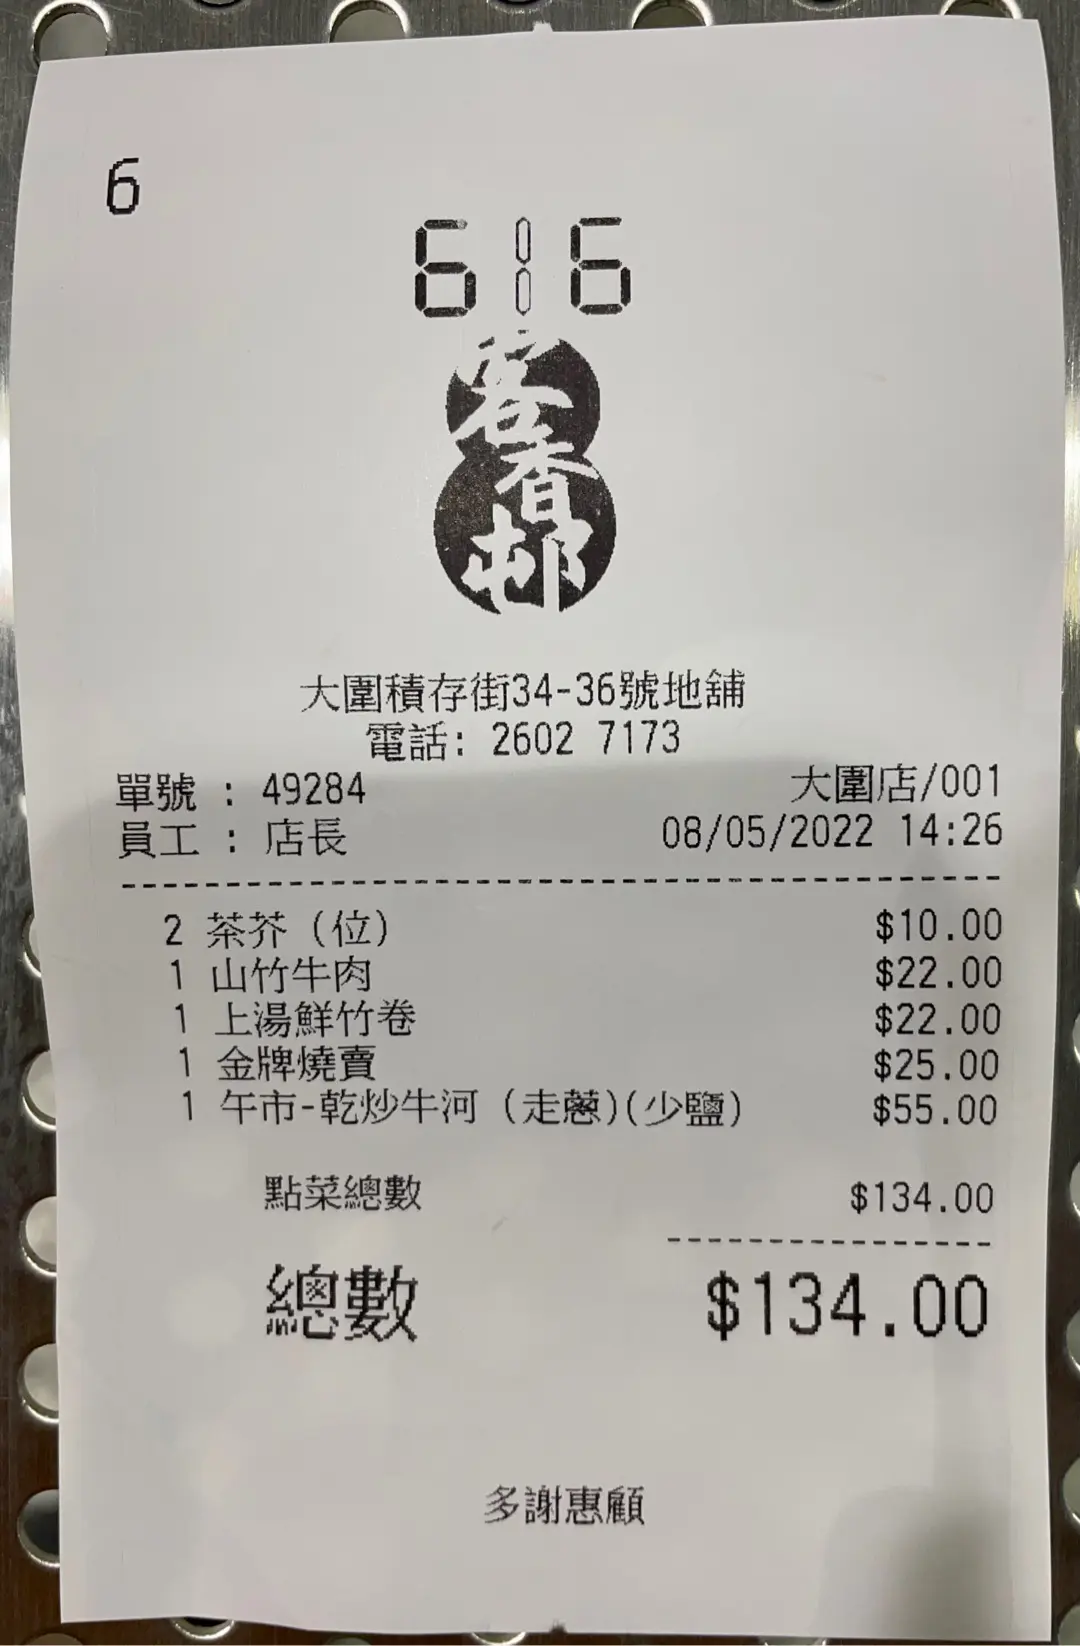 6
616
客香邨
大圍積存街34-36號地舖
電話: 2602 7173
單號 : 49284 大圍店/001
員工 : 店長 08/05/2022 14:26
2 茶芥（位） $10.00
1 山竹牛肉 $22.00
1 上湯鮮竹卷 $22.00
1 金牌燒賣 $25.00
1 午市-乾炒牛河（走蔥)(少鹽） $55.00
點菜總數 $134.00
總數 $134.00
多謝惠顧